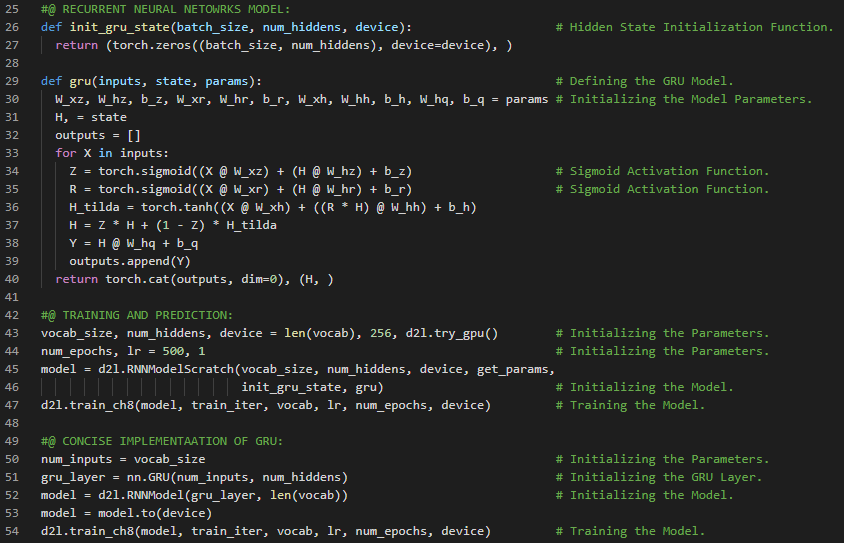 25 #@ RECURRENT NEURAL NETOWRKS MODEL:
26 def init_gru_state(batch_size, num_hiddens, device): # Hidden State Initialization Function.
27   return (torch.zeros((batch_size, num_hiddens), device=device), )
28
29 def gru(inputs, state, params): # Defining the GRU Model.
30   W_xz, W_hz, b_z, W_xr, W_hr, b_r, W_xh, W_hh, b_h, W_hq, b_q = params # Initializing the Model Parameters.
31   H, = state
32   outputs = []
33   for X in inputs:
34     Z = torch.sigmoid((X @ W_xz) + (H @ W_hz) + b_z) # Sigmoid Activation Function.
35     R = torch.sigmoid((X @ W_xr) + (H @ W_hr) + b_r) # Sigmoid Activation Function.
36     H_tilda = torch.tanh((X @ W_xh) + ((R * H) @ W_hh) + b_h)
37     H = Z * H + (1 - Z) * H_tilda
38     Y = H @ W_hq + b_q
39     outputs.append(Y)
40   return torch.cat(outputs, dim=0), (H, )
41
42 #@ TRAINING AND PREDICTION:
43 vocab_size, num_hiddens, device = len(vocab), 256, d2l.try_gpu() # Initializing the Parameters.
44 num_epochs, lr = 500, 1 # Initializing the Parameters.
45 model = d2l.RNNModelScratch(vocab_size, num_hiddens, device, get_params,
46                             init_gru_state, gru) # Initializing the Model.
47 d2l.train_ch8(model, train_iter, vocab, lr, num_epochs, device) # Training the Model.
48
49 #@ CONCISE IMPLEMENTAATION OF GRU:
50 num_inputs = vocab_size # Initializing the Parameters.
51 gru_layer = nn.GRU(num_inputs, num_hiddens) # Initializing the GRU Layer.
52 model = d2l.RNNModel(gru_layer, len(vocab)) # Initializing the Model.
53 model = model.to(device)
54 d2l.train_ch8(model, train_iter, vocab, lr, num_epochs, device) # Training the Model.